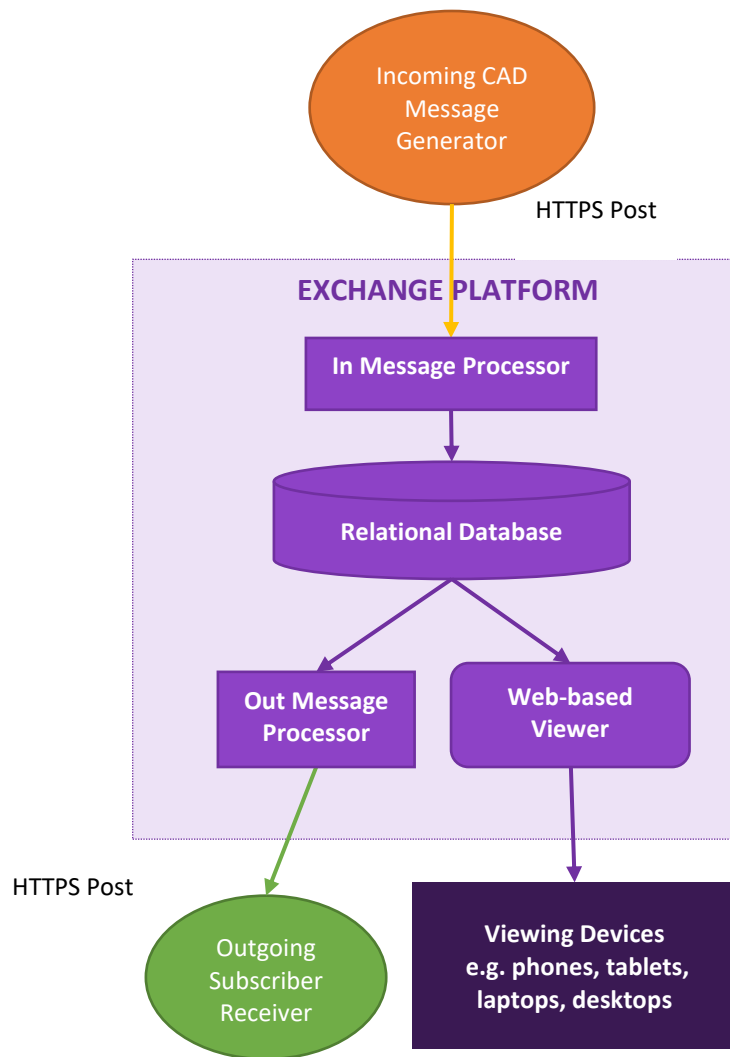 Incoming CAD
Message
Generator
HTTPS Post
EXCHANGE PLATFORM
In Message Processor
Relational Database
Out Message
Processor
Web-based
Viewer
HTTPS Post
Outgoing
Subscriber
Receiver
Viewing Devices
e.g. phones, tablets,
laptops, desktops